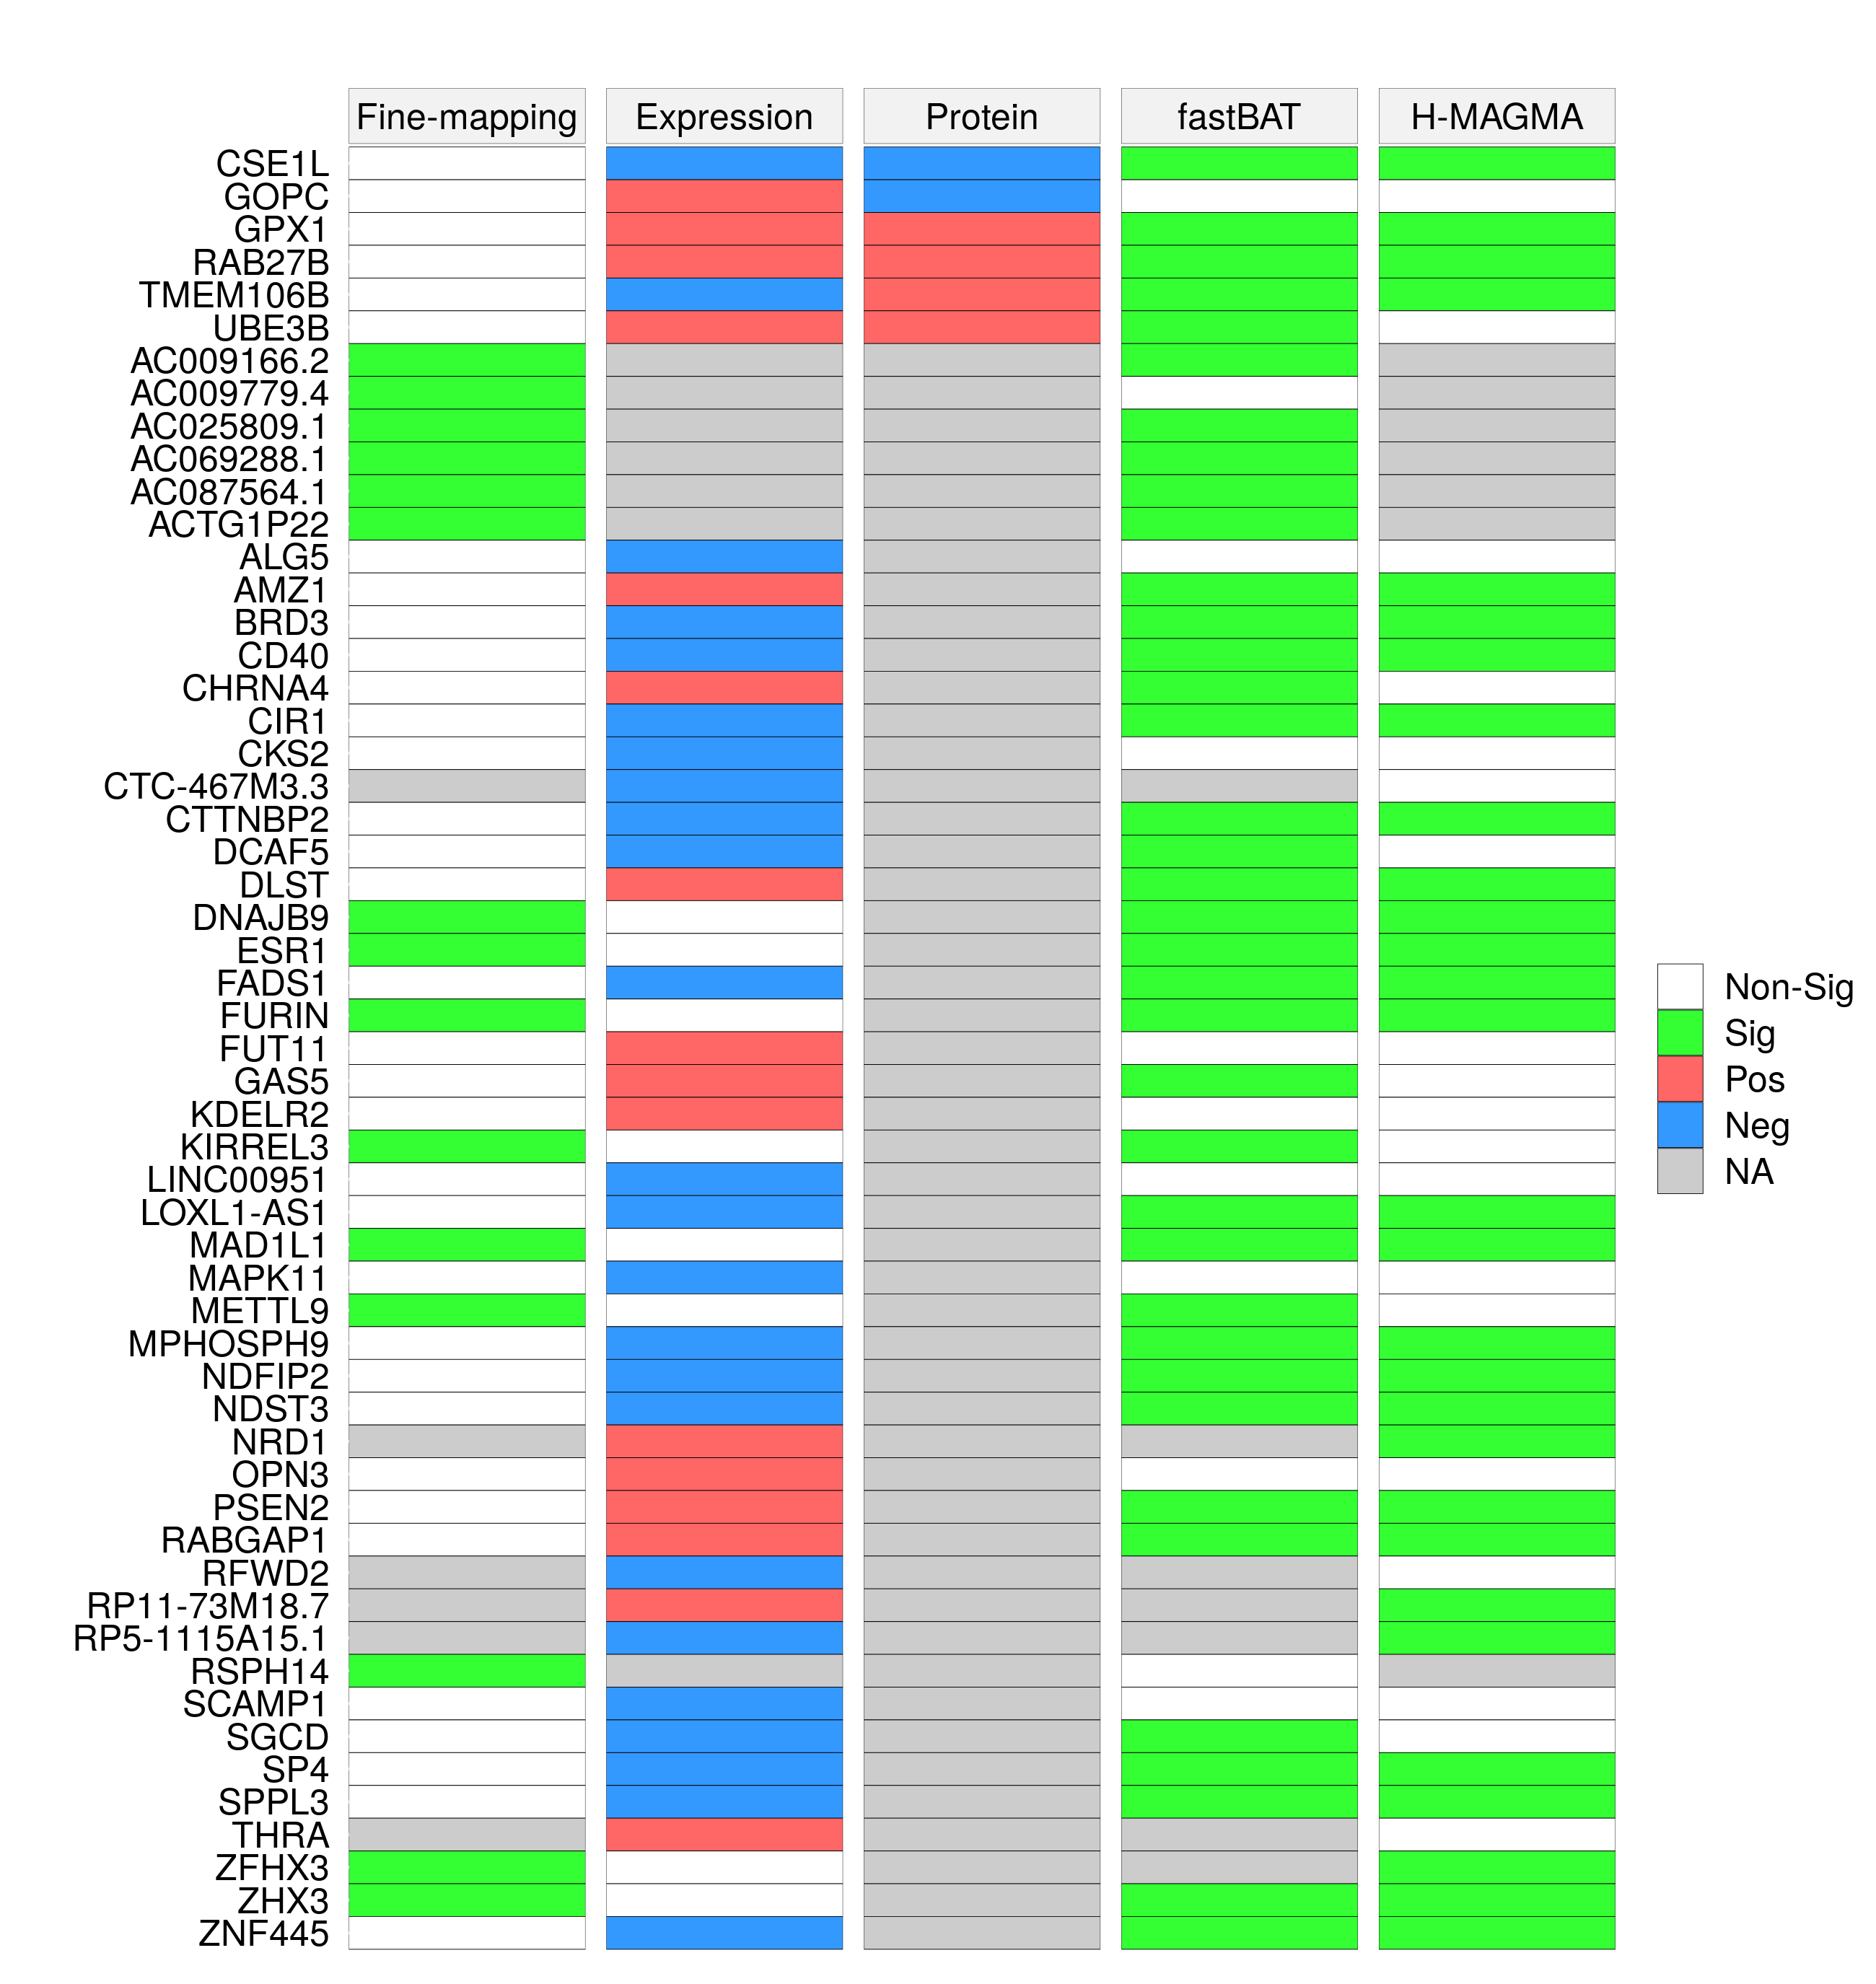 Fine-mapping Expression Protein fastBAT H-MAGMA
CSE1L
GOPC
GPX1
RAB27B
TMEM106B
UBE3B
AC009166.2
AC009779.4
AC025809.1
AC069288.1
AC087564.1
ACTG1P22
ALG5
AMZ1
BRD3
CD40
CHRNA4
CIR1
CKS2
CTC-467M3.3
CTTNBP2
DCAF5
DLST
DNAJB9
ESR1
FADS1
FURIN
FUT11
GAS5
KDELR2
KIRREL3
LINC00951
LOXL1-AS1
MAD1L1
MAPK11
METTL9
MPHOSPH9
NDFIP2
NDST3
NRD1
OPN3
PSEN2
RABGAP1
RFWD2
RP11-73M18.7
RP5-1115A15.1
RSPH14
SCAMP1
SGCD
SP4
SPPL3
THRA
ZFHX3
ZHX3
ZNF445
Non-Sig
Sig
Pos
Neg
NA